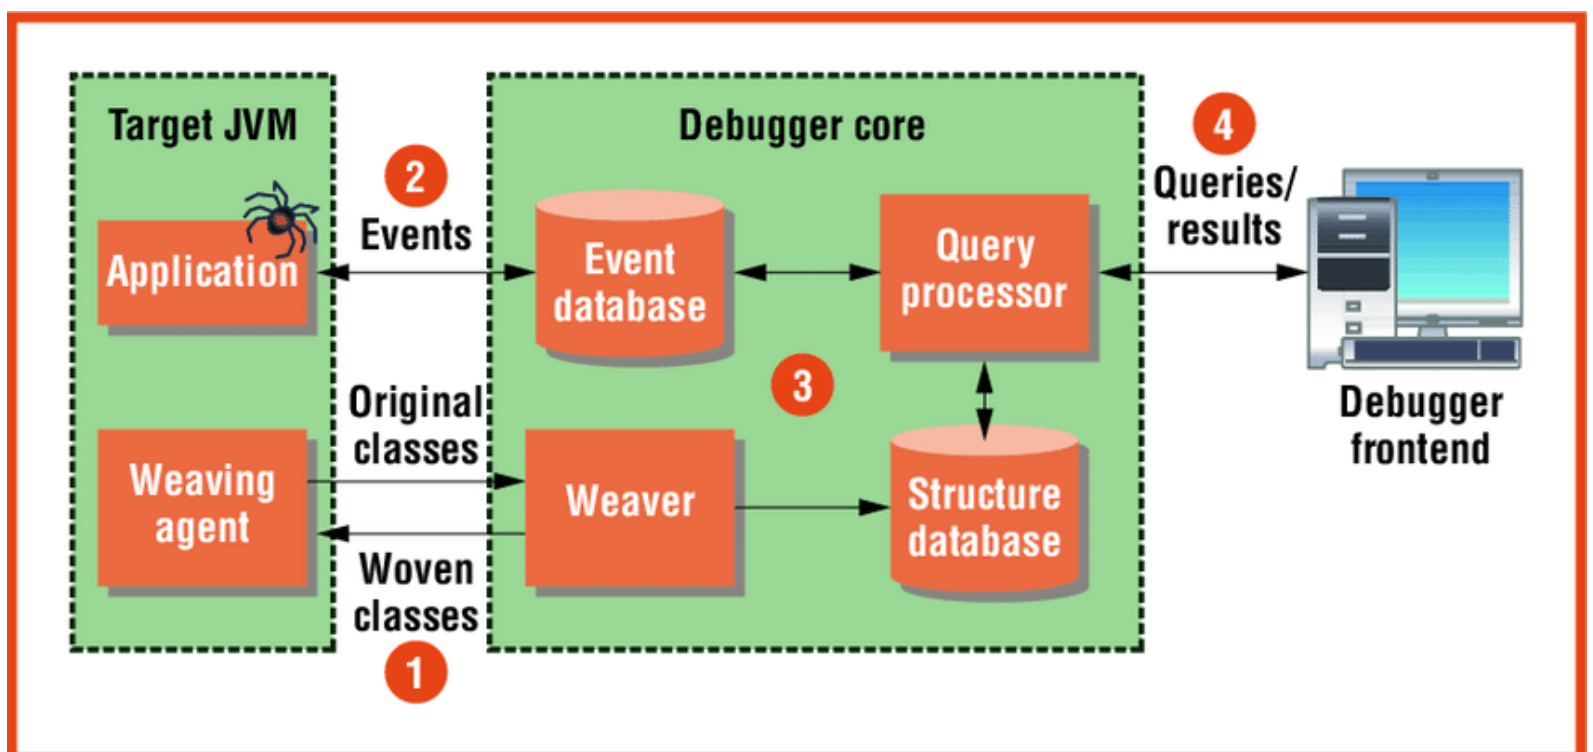 Target JVM
Debugger core
2
Events
4
Queries/
results
Application
Event
database
Query
processor
3
Debugger
frontend
Original
classes
Weaving
agent
Weaver
Structure
database
Woven
classes
1